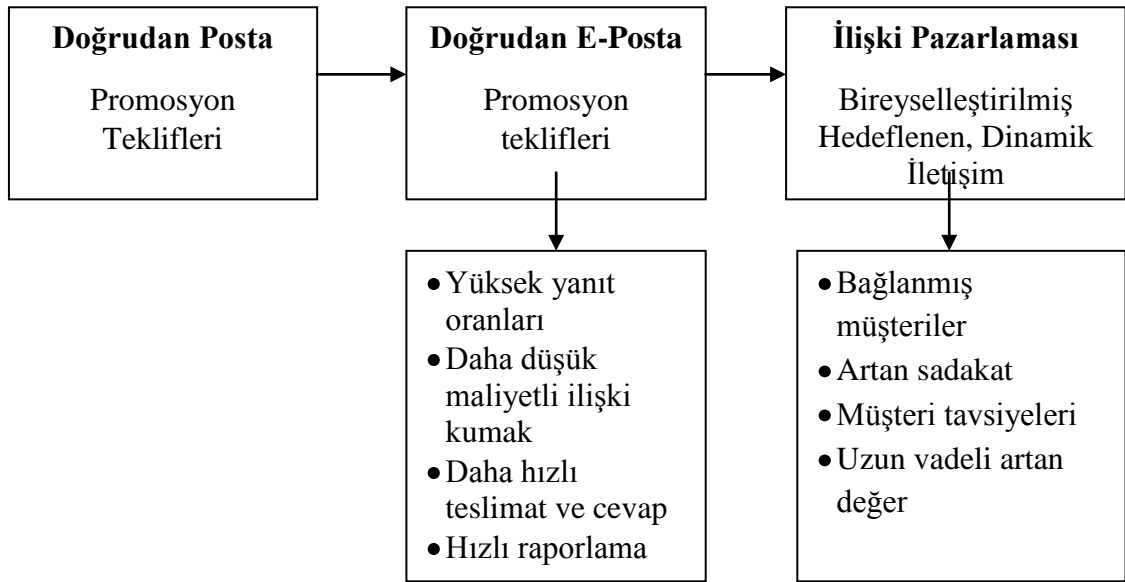 Doğrudan Posta
Promosyon
Teklifleri
Doğrudan E-Posta
Promosyon
teklifleri
İlişki Pazarlaması
Bireyselleştirilmiş
Hedeflenen, Dinamik
İletişim
• Yüksek yanıt
oranları
• Daha düşük
maliyetli ilişki
kumak
• Daha hızlı
teslimat ve cevap
• Hızlı raporlama
• Bağlanmış
müşteriler
• Artan sadakat
• Müşteri tavsiyeleri
• Uzun vadeli artan
değer